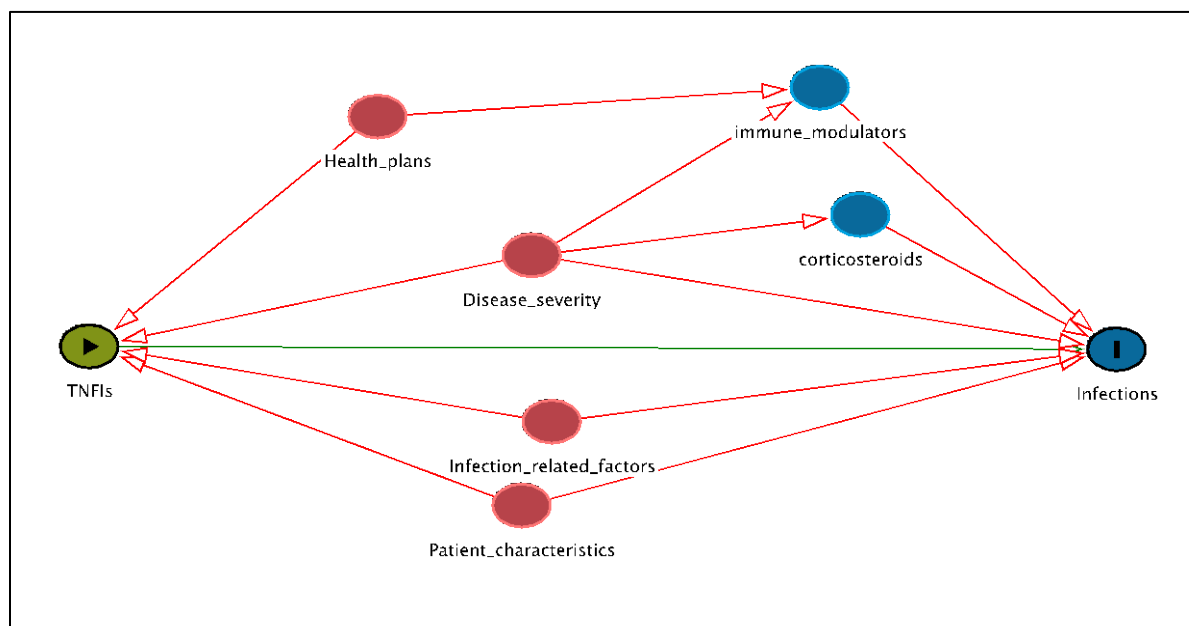 immune_modulators
Health_plans
corticosteroids
Disease_severity
TNFIs
Infections
Infection_related_factors
Patient_characteristics